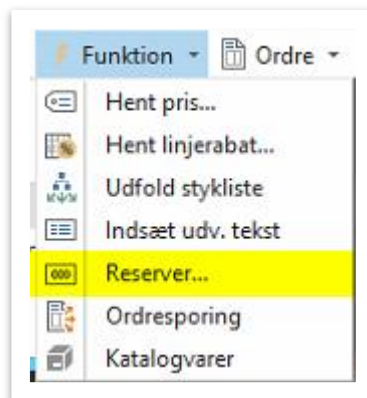 Funktion Ordre
Hent pris...
Hent linjerabat...
Udfold stykliste
Indsæt udv. tekst
Reserver...
Ordresporing
Katalogvarer